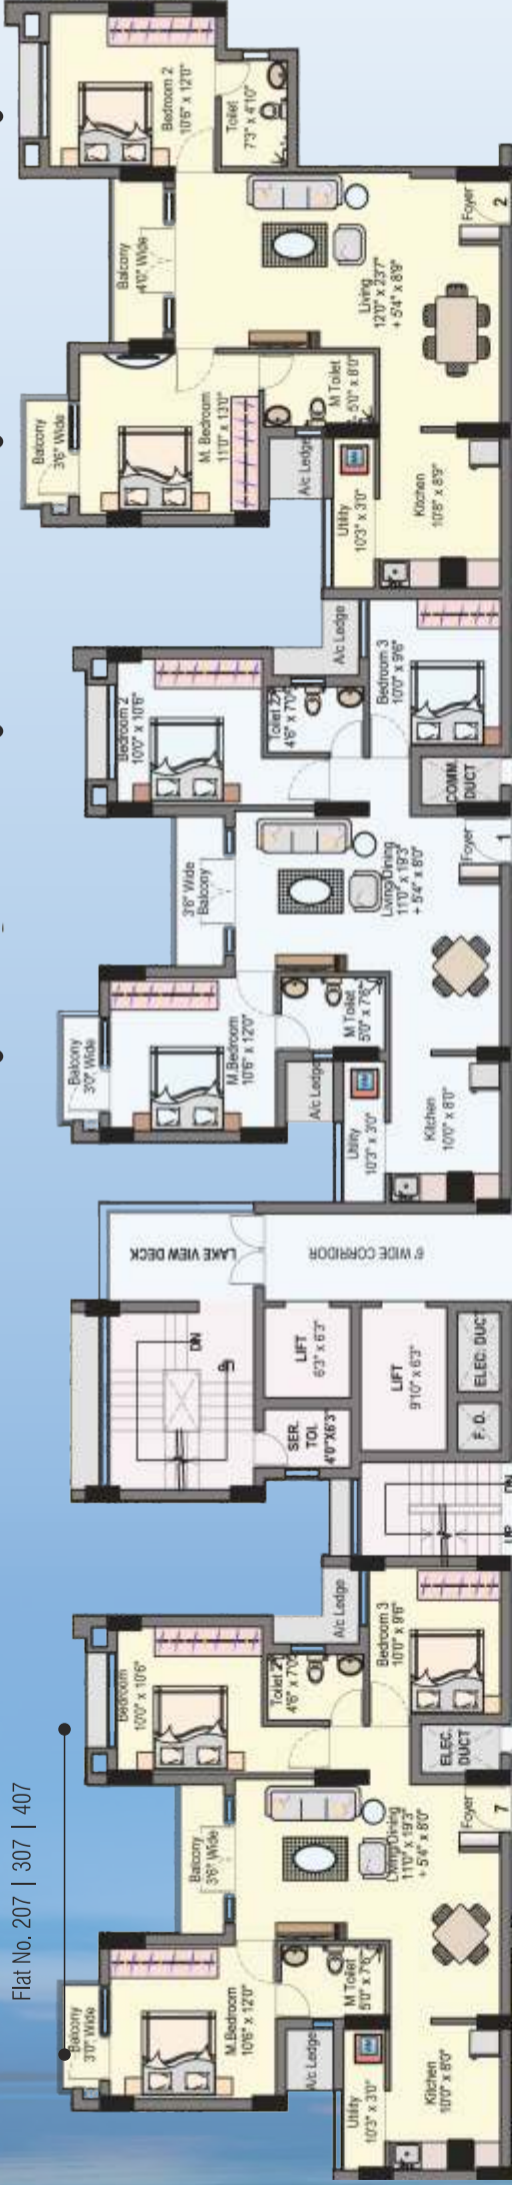 Bedroom 2
10'6" x 12'0"
Toilet
7'3" x 4'10"
Balcony
4'0" Wide
Foyer
2
Living
12'0" x 23'7"
+ 5'4" x 8'9"
Balcony
3'6" Wide
M. Bedroom
11'0" x 13'0"
M Toilet
5'0" x 8'0"
A/c Ledge
Utility
10'3" x 3'0"
Kitchen
10'8" x 8'9"
A/c Ledge
Bedroom 2
10'0" x 10'6"
Toilet 2
4'6" x 7'0"
Bedroom 3
10'0" x 9'6"
COMM.
DUCT
3'6" Wide
Balcony
Foyer
1
Living/Dining
11'0" x 19'3"
+ 5'4" x 8'0"
Balcony
3'0" Wide
M.Bedroom
10'6" x 12'0"
M Toilet
5'0" x 7'6"
A/c Ledge
Utility
10'3" x 3'0"
Kitchen
10'0" x 8'0"
LAKE VIEW DECK
6' WIDE CORRIDOR
DN
UP
LIFT
6'3" x 6'3"
LIFT
9'10" x 6'3"
ELEC. DUCT
F. D.
SER.
TOI.
4'0"X6'3"
DN
UP
A/c Ledge
Bedroom
10'0" x 10'6"
Toilet 2
4'6" x 7'0"
Bedroom 3
10'0" x 9'6"
ELEC.
DUCT
Flat No. 207 | 307 | 407
Balcony
3'6" Wide
Foyer
7
Living/Dining
11'0" x 19'3"
+ 5'4" x 8'0"
Balcony
3'0" Wide
M.Bedroom
10'6" x 12'0"
M Toilet
5'0" x 7'6"
A/c Ledge
Utility
10'3" x 3'0"
Kitchen
10'0" x 8'0"